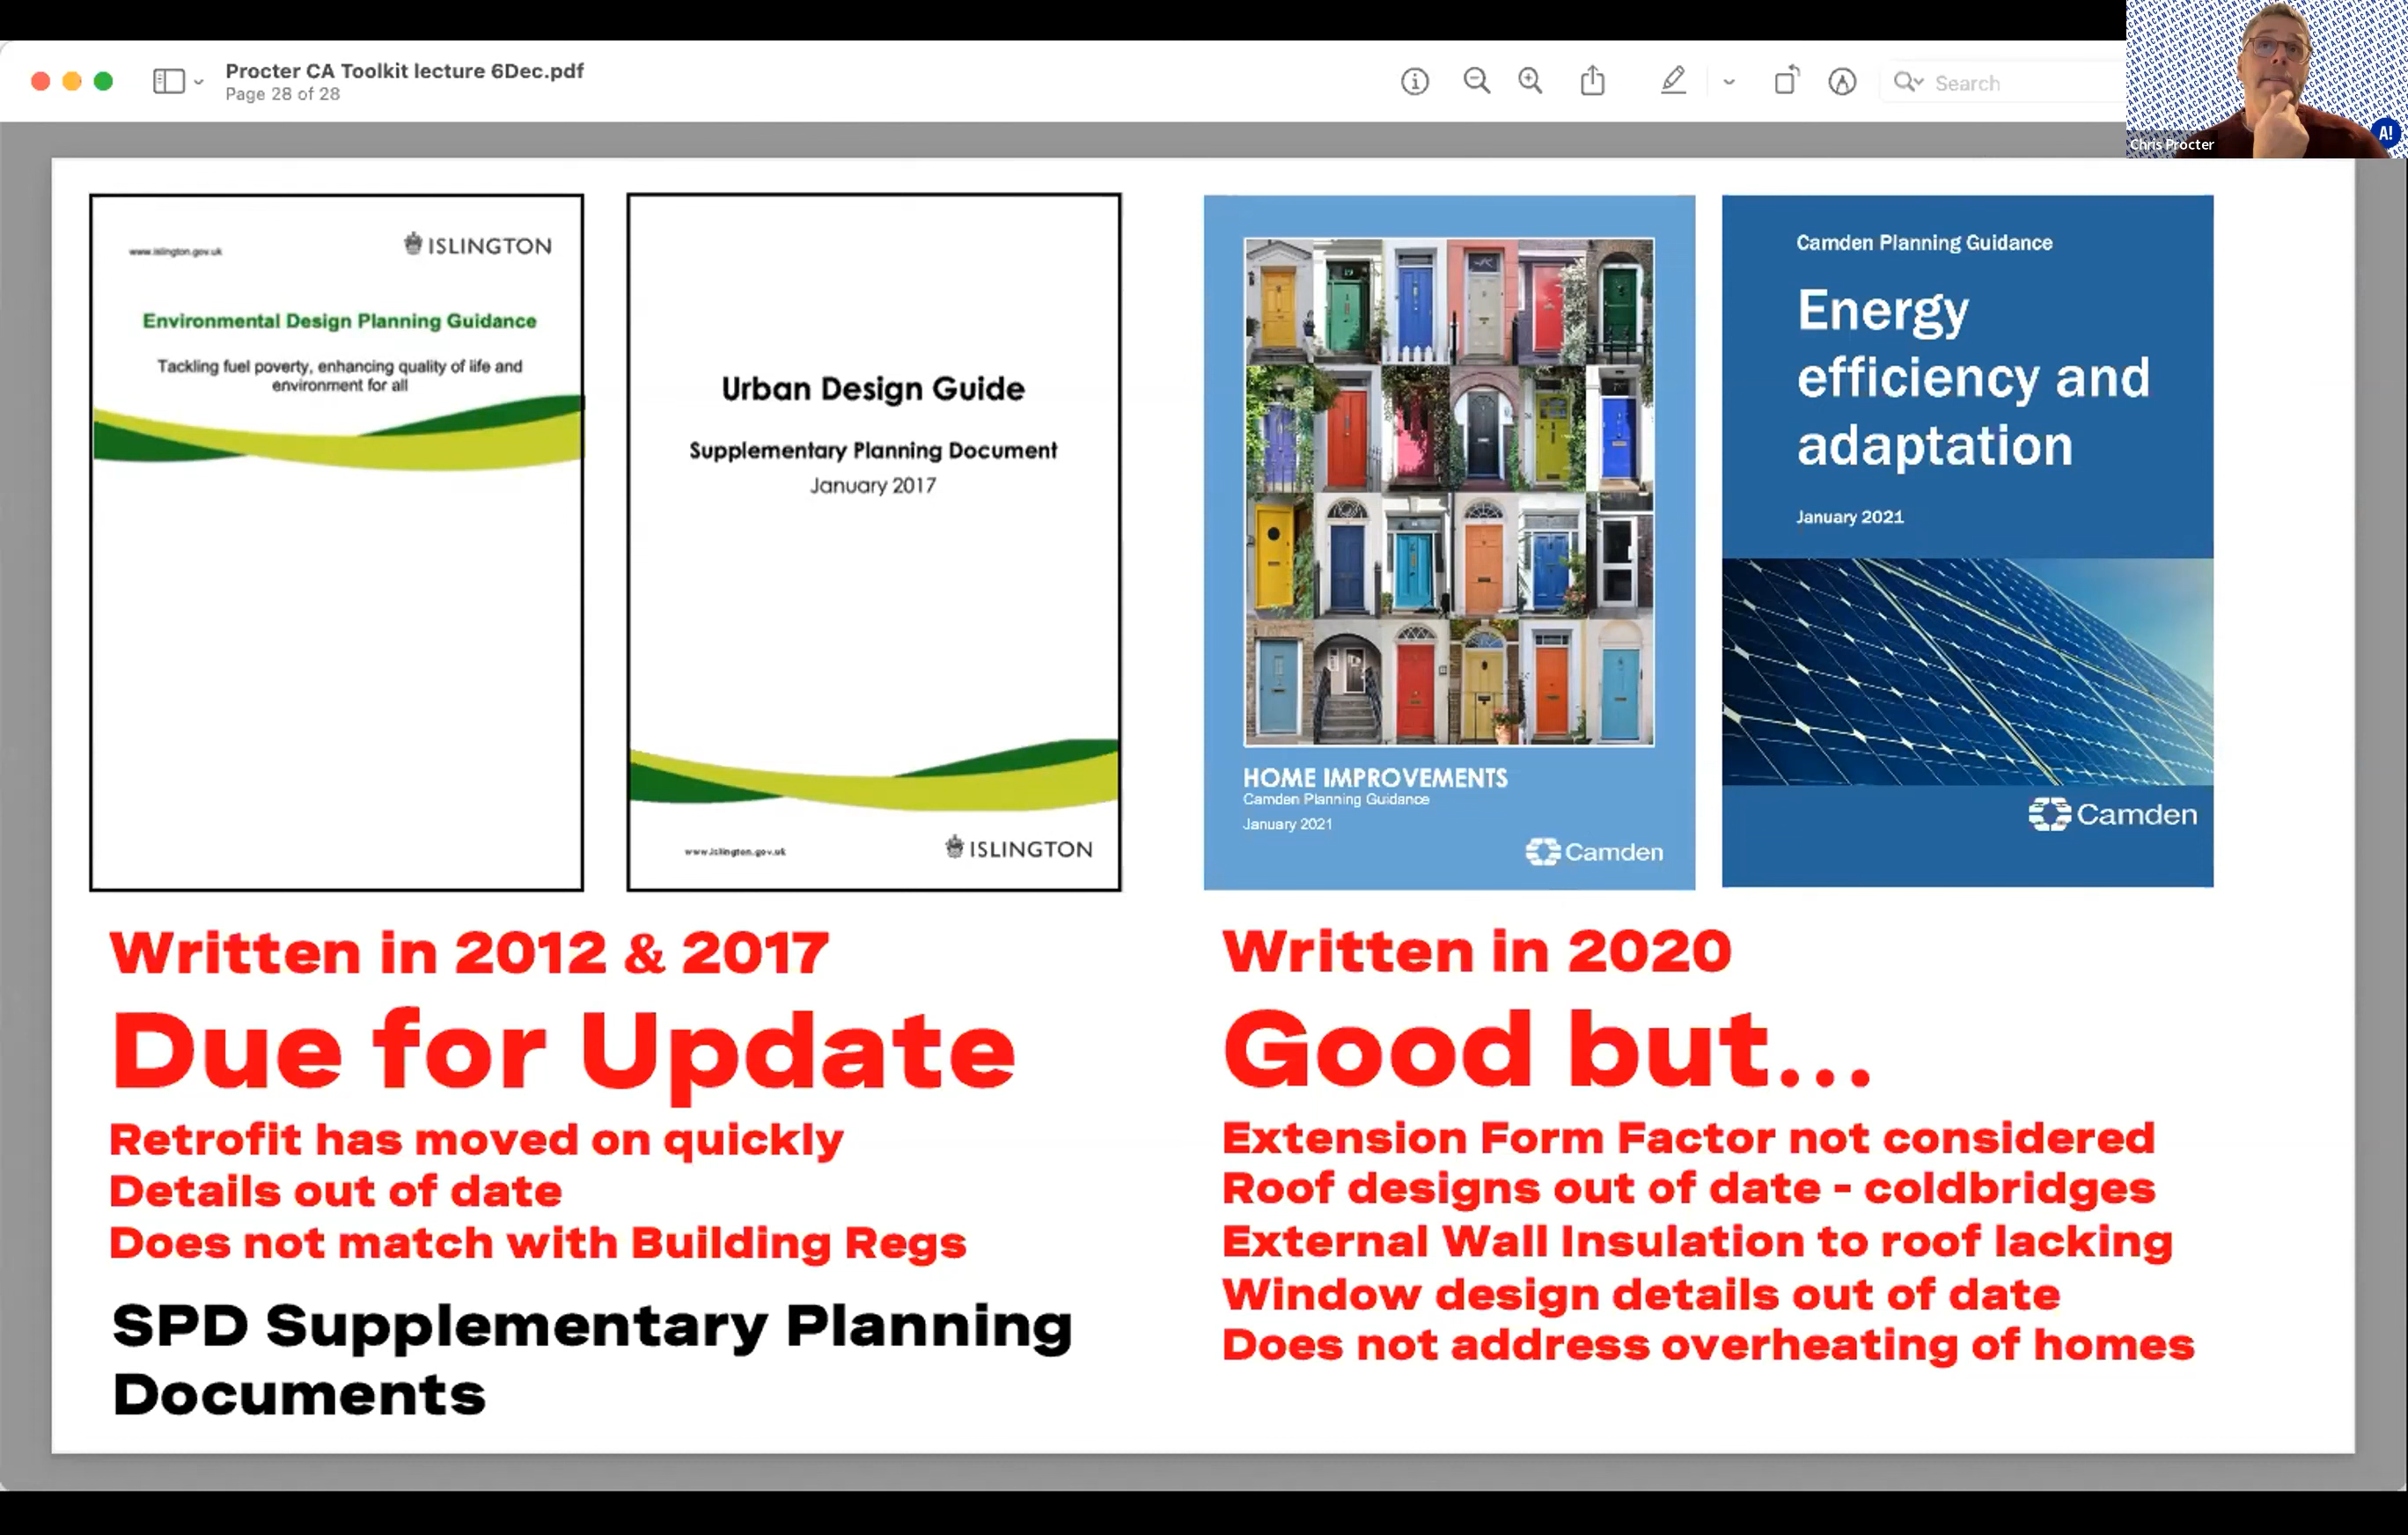 Procter CA Toolkit lecture 6Dec.pdf
Page 28 of 28
Search
Chris Procter
A!
www.islington.gov.uk
ISLINGTON
Environmental Design Planning Guidance
Tackling fuel poverty, enhancing quality of life and
environment for all
Urban Design Guide
Supplementary Planning Document
January 2017
www.islington.gov.uk
ISLINGTON
HOME IMPROVEMENTS
Camden Planning Guidance
January 2021
Camden
Camden Planning Guidance
Energy
efficiency and
adaptation
January 2021
Camden
Written in 2012 & 2017
Due for Update
Retrofit has moved on quickly
Details out of date
Does not match with Building Regs
SPD Supplementary Planning
Documents
Written in 2020
Good but...
Extension Form Factor not considered
Roof designs out of date - coldbridges
External Wall Insulation to roof lacking
Window design details out of date
Does not address overheating of homes